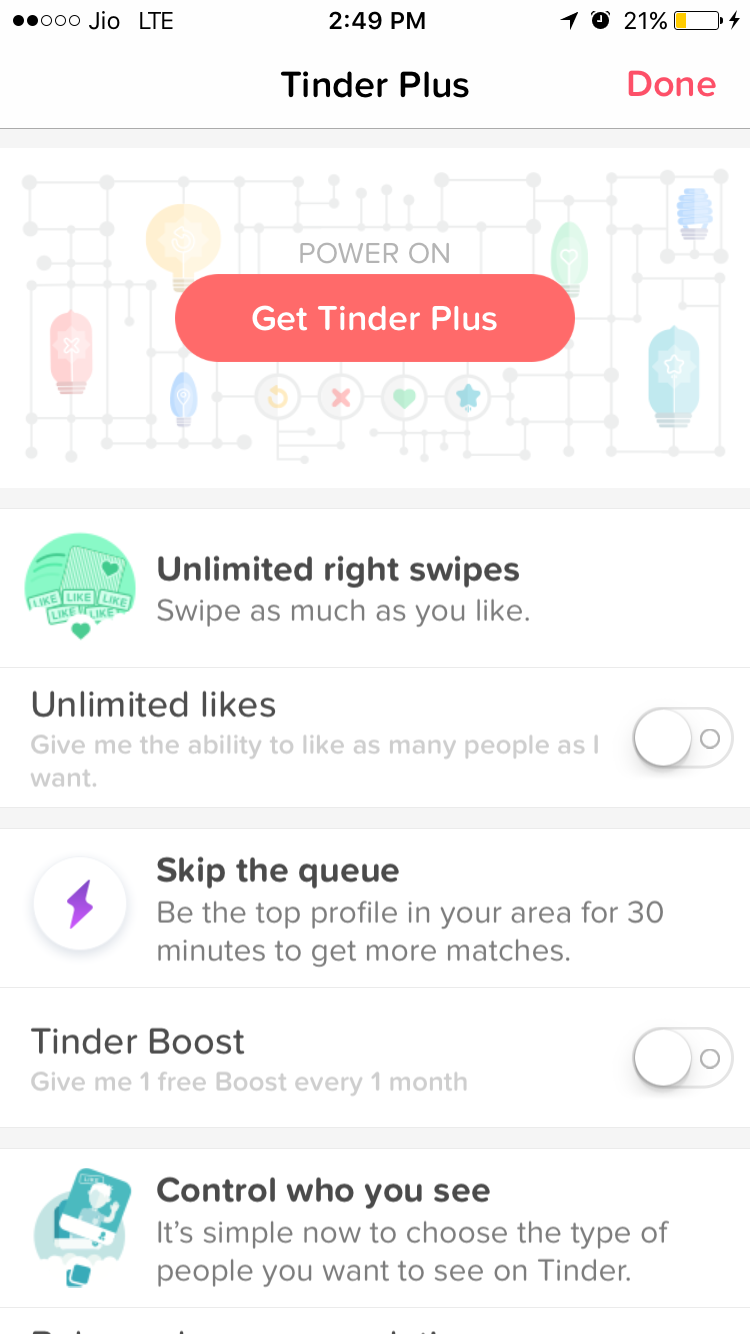 Jio LTE 2:49 PM 21%
Tinder Plus Done
POWER ON
Get Tinder Plus
LIKE LIKE LIKE
LIKE LIKE
Unlimited right swipes
Swipe as much as you like.
Unlimited likes
Give me the ability to like as many people as I
want.
Skip the queue
Be the top profile in your area for 30
minutes to get more matches.
Tinder Boost
Give me 1 free Boost every 1 month
Control who you see
It's simple now to choose the type of
people you want to see on Tinder.